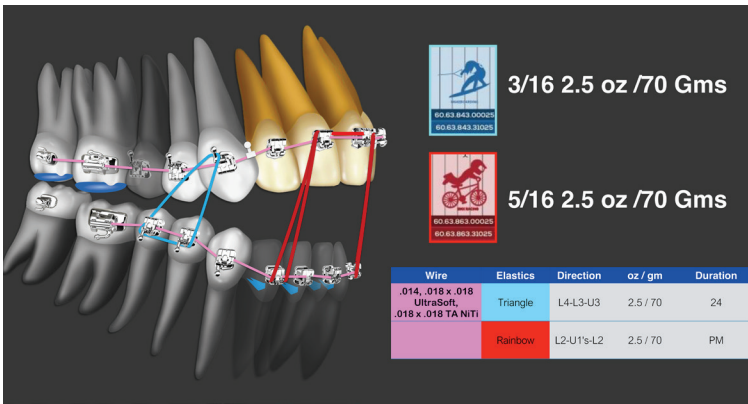 3/16 2.5 oz /70 Gms
60.63.843.00025
60.63.843.31025
5/16 2.5 oz /70 Gms
60.63.863.00025
60.63.863.31025
Wire Elastics Direction oz / gm Duration
.014, .018 x .018
UltraSoft,
.018 x .018 TA NiTi
Triangle L4-L3-U3 2.5 / 70 24
Rainbow L2-U1's-L2 2.5 / 70 PM